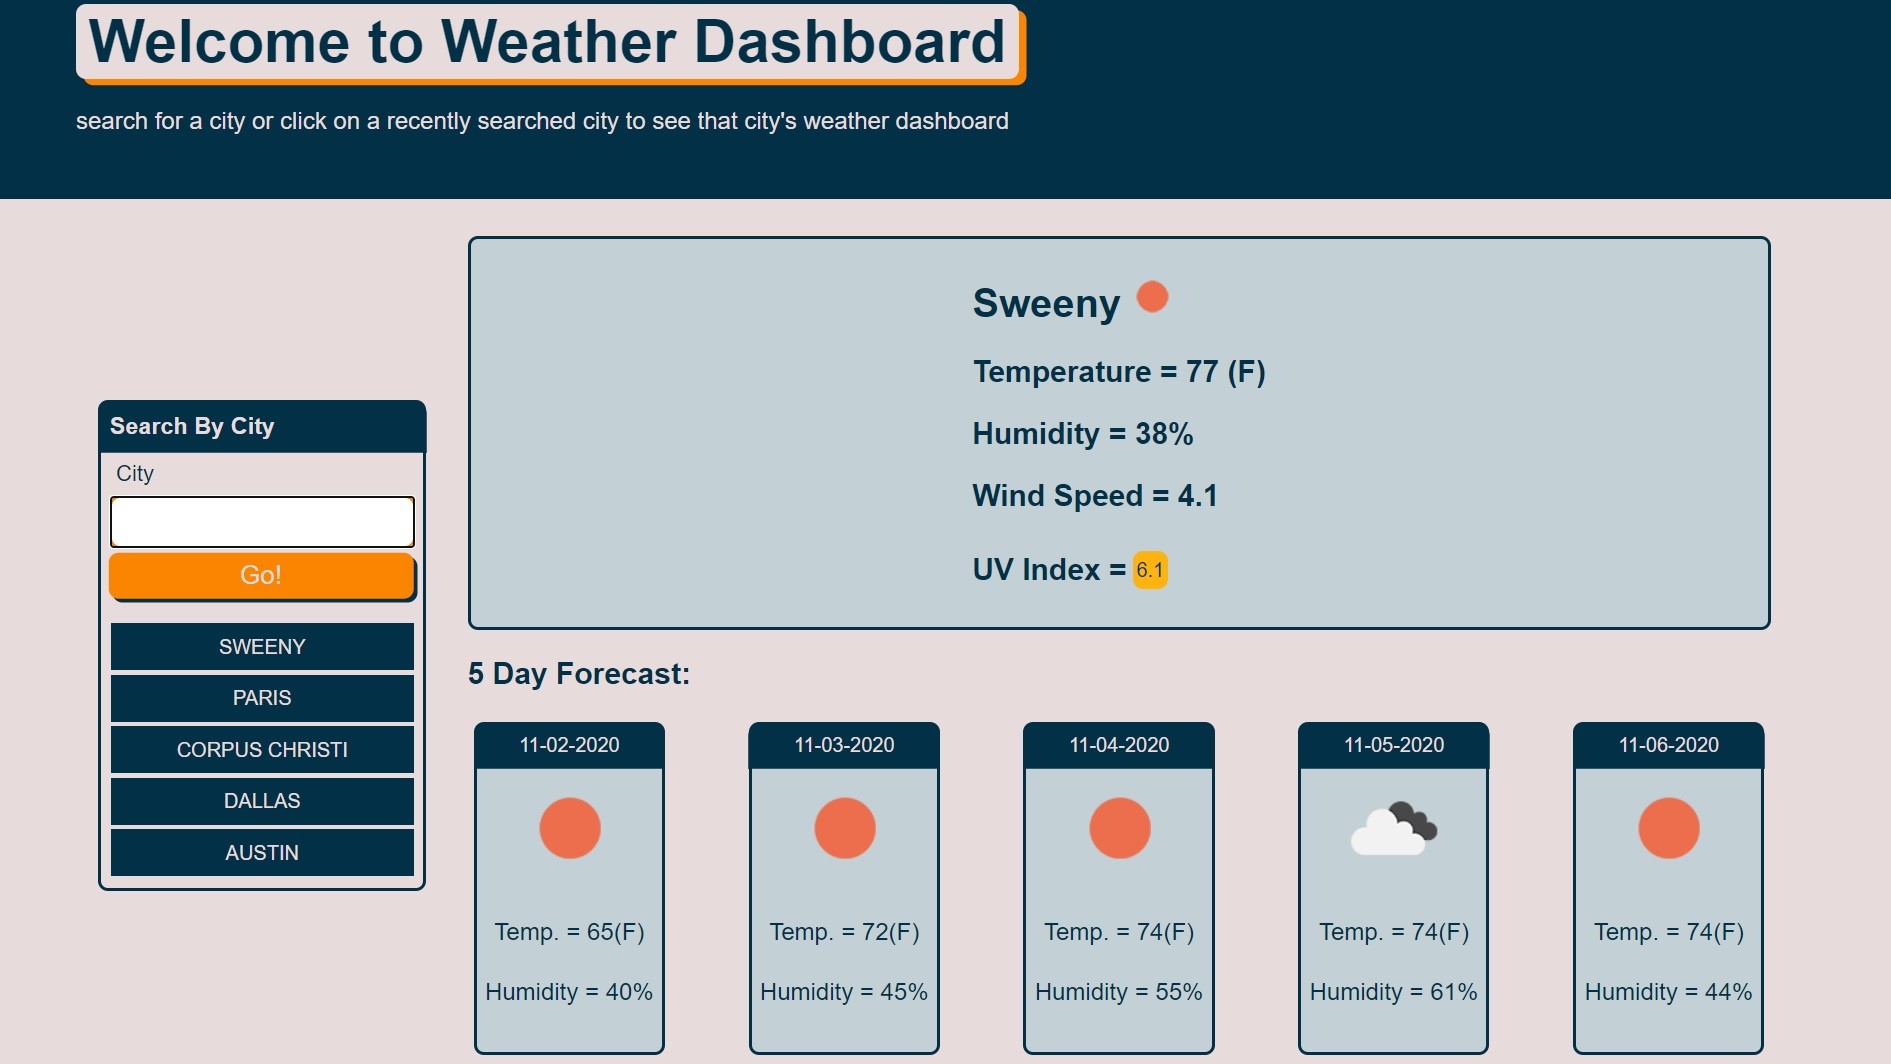 Welcome to Weather Dashboard
search for a city or click on a recently searched city to see that city's weather dashboard
Search By City
City
Go!
SWEENY
PARIS
CORPUS CHRISTI
DALLAS
AUSTIN
Sweeny
Temperature = 77 (F)
Humidity = 38%
Wind Speed = 4.1
UV Index = 6.1
5 Day Forecast:
11-02-2020
Temp. = 65(F)
Humidity = 40%
11-03-2020
Temp. = 72(F)
Humidity = 45%
11-04-2020
Temp. = 74(F)
Humidity = 55%
11-05-2020
Temp. = 74(F)
Humidity = 61%
11-06-2020
Temp. = 74(F)
Humidity = 44%